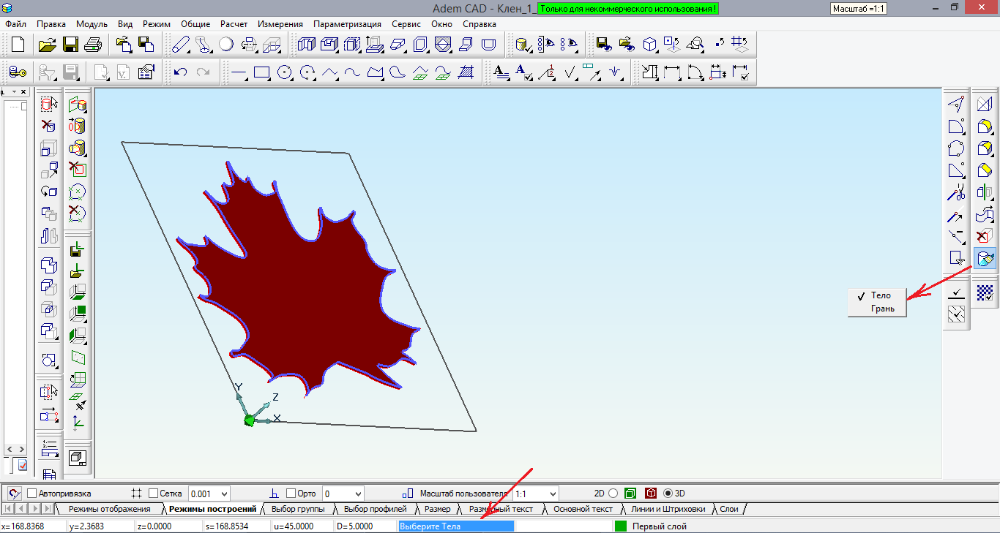 Adem CAD - Клен_1_
Только для некоммерческого использования !
Масштаб =1:1
Файл Правка Модуль Вид Режим Общие Расчет Измерения Параметризация Сервис Окно Справка
Тело
Грань
Y
Z
X
Автопривязка Сетка 0.001 Орто 0 Масштаб пользователя 1:1 2D 3D
Режимы отображения Режимы построений Выбор группы Выбор профилей Размер Размерный текст Основной текст Линии и Штриховки Слои
x=168.8368 y=2.3683 z=0.0000 s=168.8534 u=45.0000 D=5.0000 Выберите Тела Первый слой